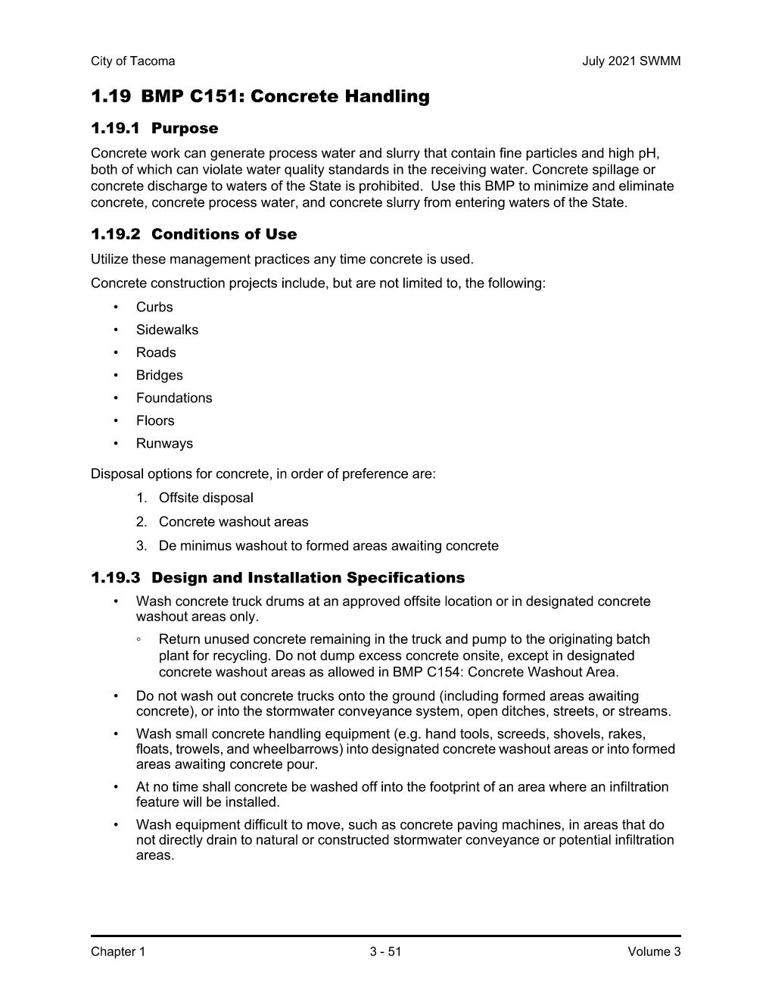 City of Tacoma
July 2021 SWMM
1.19 BMP C151: Concrete Handling
1.19.1 Purpose
Concrete work can generate process water and slurry that contain fine particles and high pH,
both of which can violate water quality standards in the receiving water. Concrete spillage or
concrete discharge to waters of the State is prohibited.  Use this BMP to minimize and eliminate
concrete, concrete process water, and concrete slurry from entering waters of the State.
1.19.2 Conditions of Use
Utilize these management practices any time concrete is used.
Concrete construction projects include, but are not limited to, the following:
• Curbs
• Sidewalks
• Roads
• Bridges
• Foundations
• Floors
• Runways
Disposal options for concrete, in order of preference are:
1. Offsite disposal
2. Concrete washout areas
3. De minimus washout to formed areas awaiting concrete
1.19.3 Design and Installation Specifications
• Wash concrete truck drums at an approved offsite location or in designated concrete
washout areas only.
◦ Return unused concrete remaining in the truck and pump to the originating batch
plant for recycling. Do not dump excess concrete onsite, except in designated
concrete washout areas as allowed in BMP C154: Concrete Washout Area.
• Do not wash out concrete trucks onto the ground (including formed areas awaiting
concrete), or into the stormwater conveyance system, open ditches, streets, or streams.
• Wash small concrete handling equipment (e.g. hand tools, screeds, shovels, rakes,
floats, trowels, and wheelbarrows) into designated concrete washout areas or into formed
areas awaiting concrete pour.
• At no time shall concrete be washed off into the footprint of an area where an infiltration
feature will be installed.
• Wash equipment difficult to move, such as concrete paving machines, in areas that do
not directly drain to natural or constructed stormwater conveyance or potential infiltration
areas.
Chapter 1
3 - 51
Volume 3